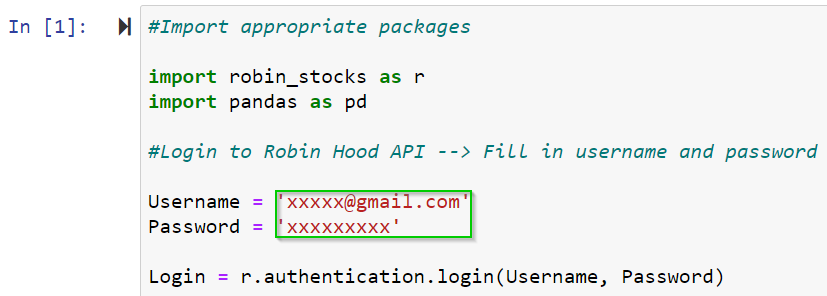 In [1]:
#Import appropriate packages
import robin_stocks as r
import pandas as pd
#Login to Robin Hood API --> Fill in username and password
Username = 'xxxxx@gmail.com'
Password = 'xxxxxxxxx'
Login = r.authentication.login(Username, Password)